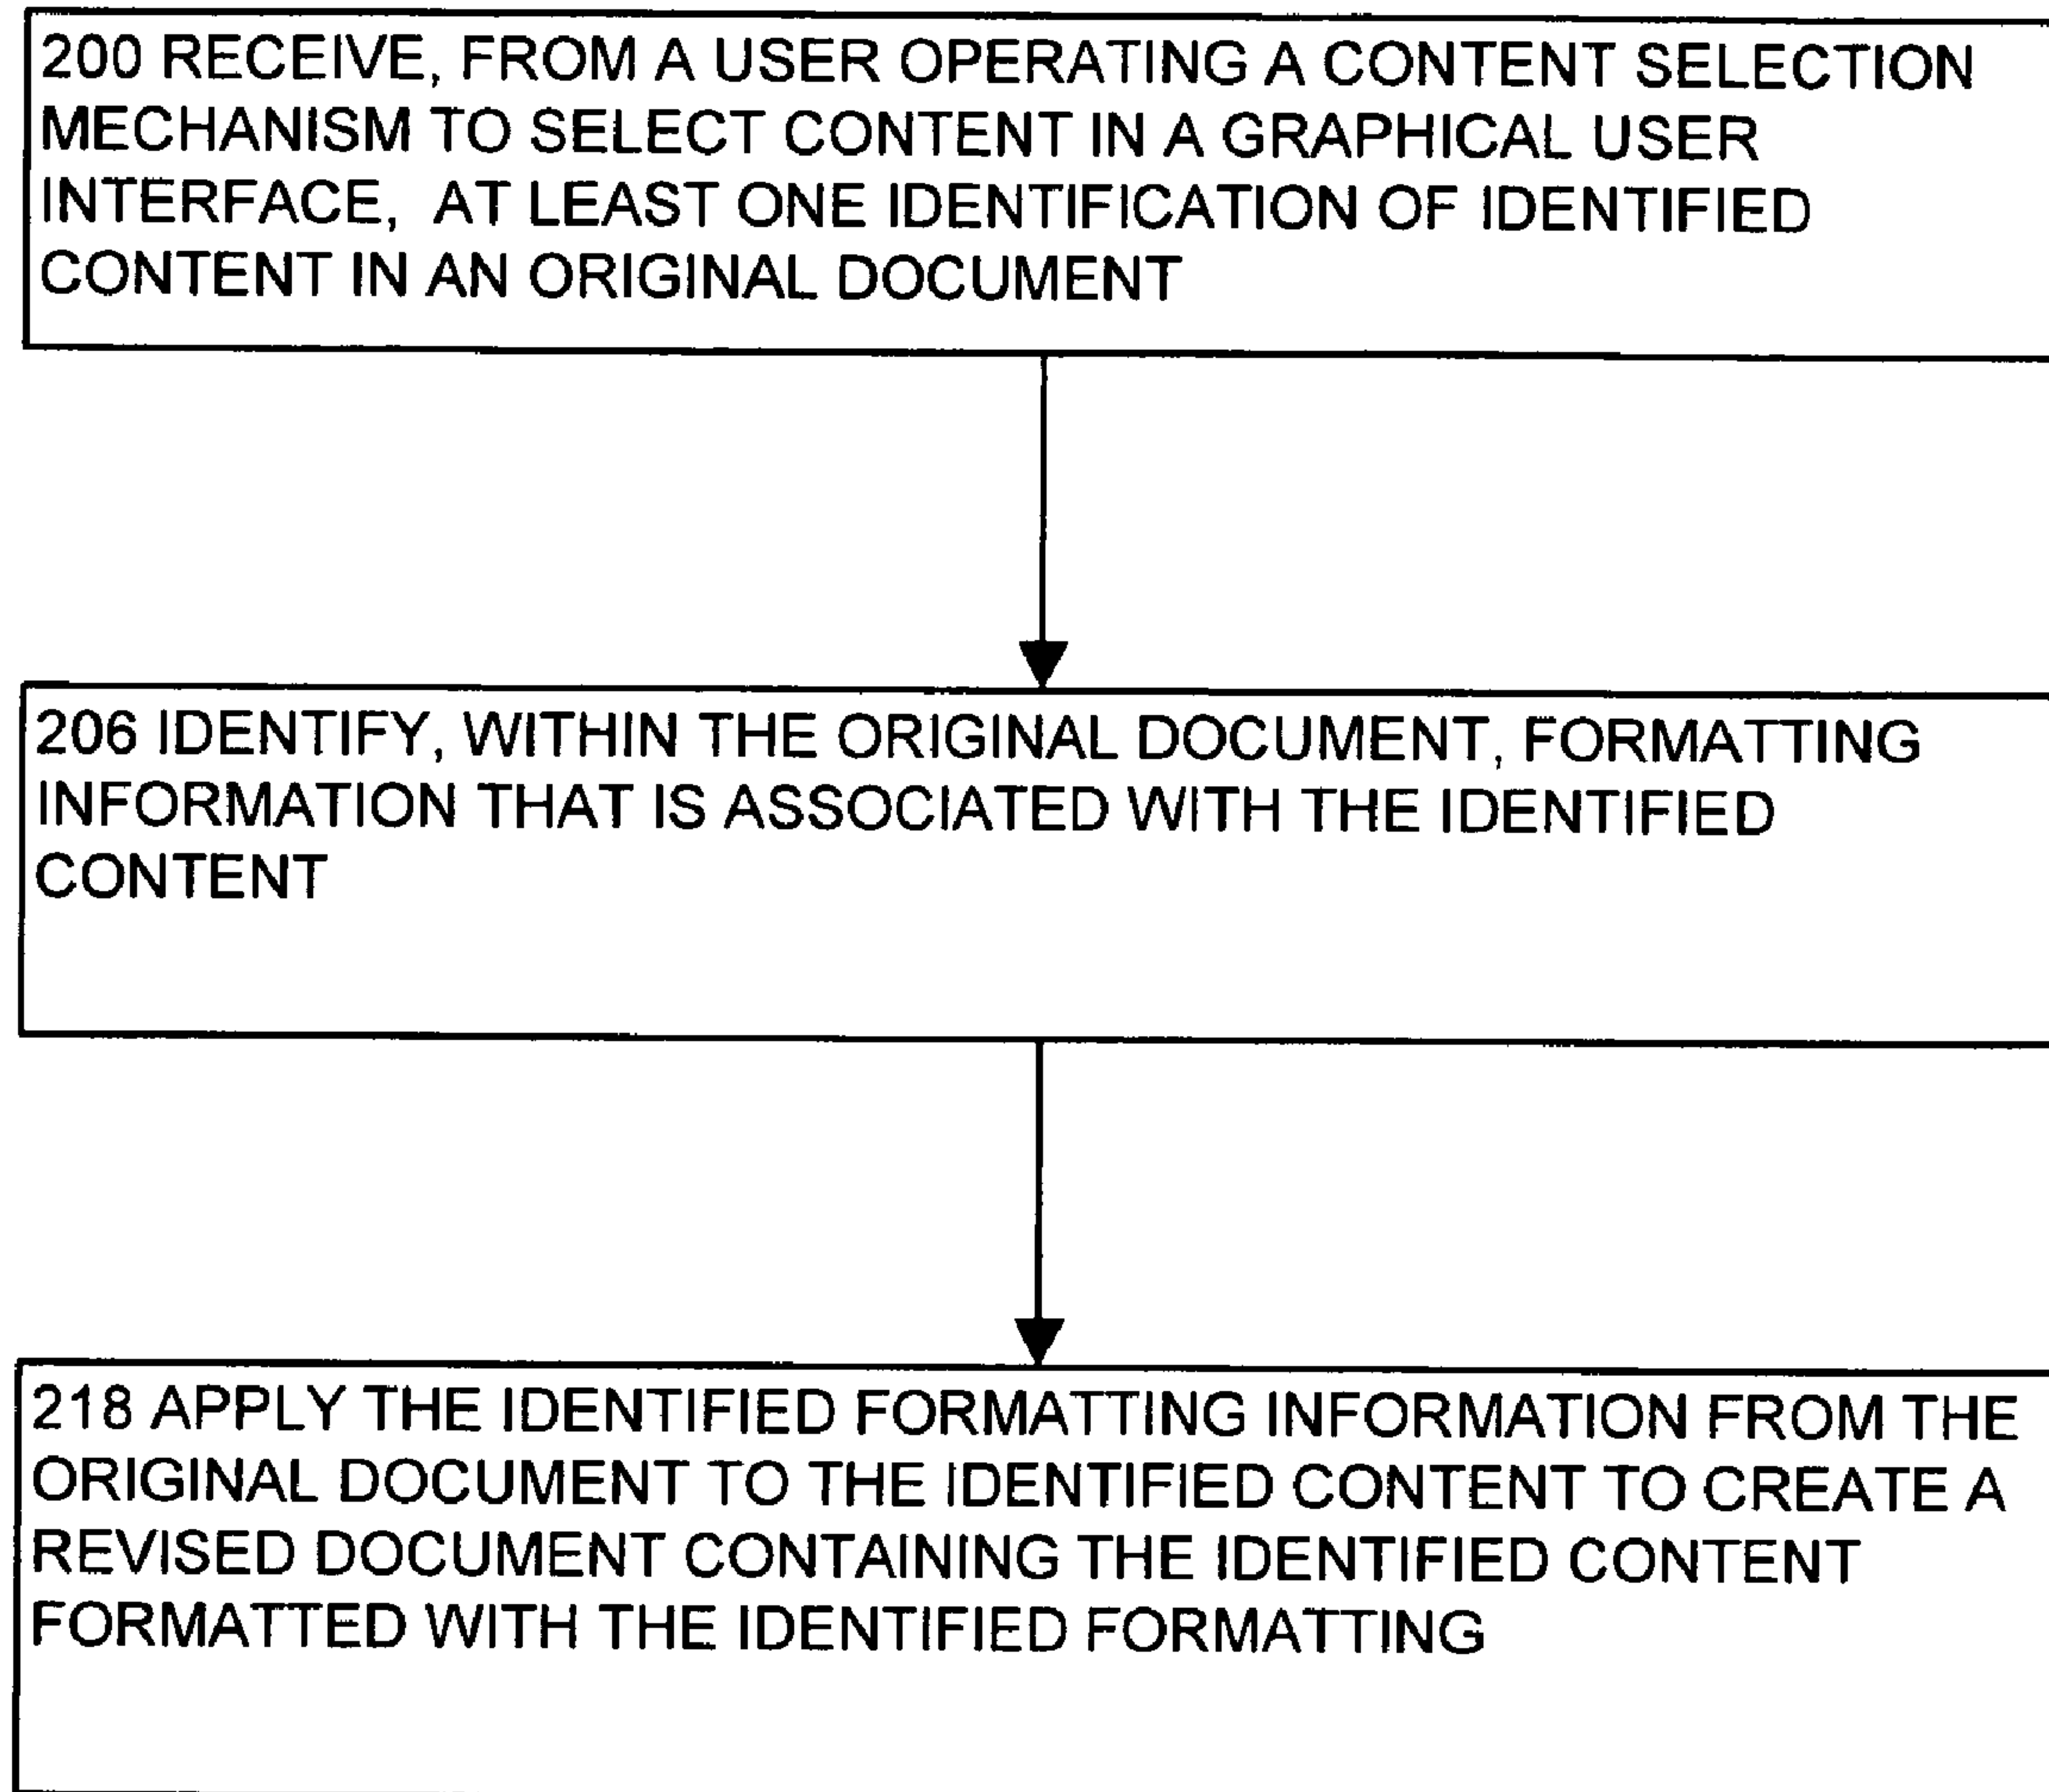 200 RECEIVE, FROM A USER OPERATING A CONTENT SELECTION
MECHANISM TO SELECT CONTENT IN A GRAPHICAL USER
INTERFACE, AT LEAST ONE IDENTIFICATION OF IDENTIFIED
CONTENT IN AN ORIGINAL DOCUMENT
206 IDENTIFY, WITHIN THE ORIGINAL DOCUMENT, FORMATTING
INFORMATION THAT IS ASSOCIATED WITH THE IDENTIFIED
CONTENT
218 APPLY THE IDENTIFIED FORMATTING INFORMATION FROM THE
ORIGINAL DOCUMENT TO THE IDENTIFIED CONTENT TO CREATE A
REVISED DOCUMENT CONTAINING THE IDENTIFIED CONTENT
FORMATTED WITH THE IDENTIFIED FORMATTING